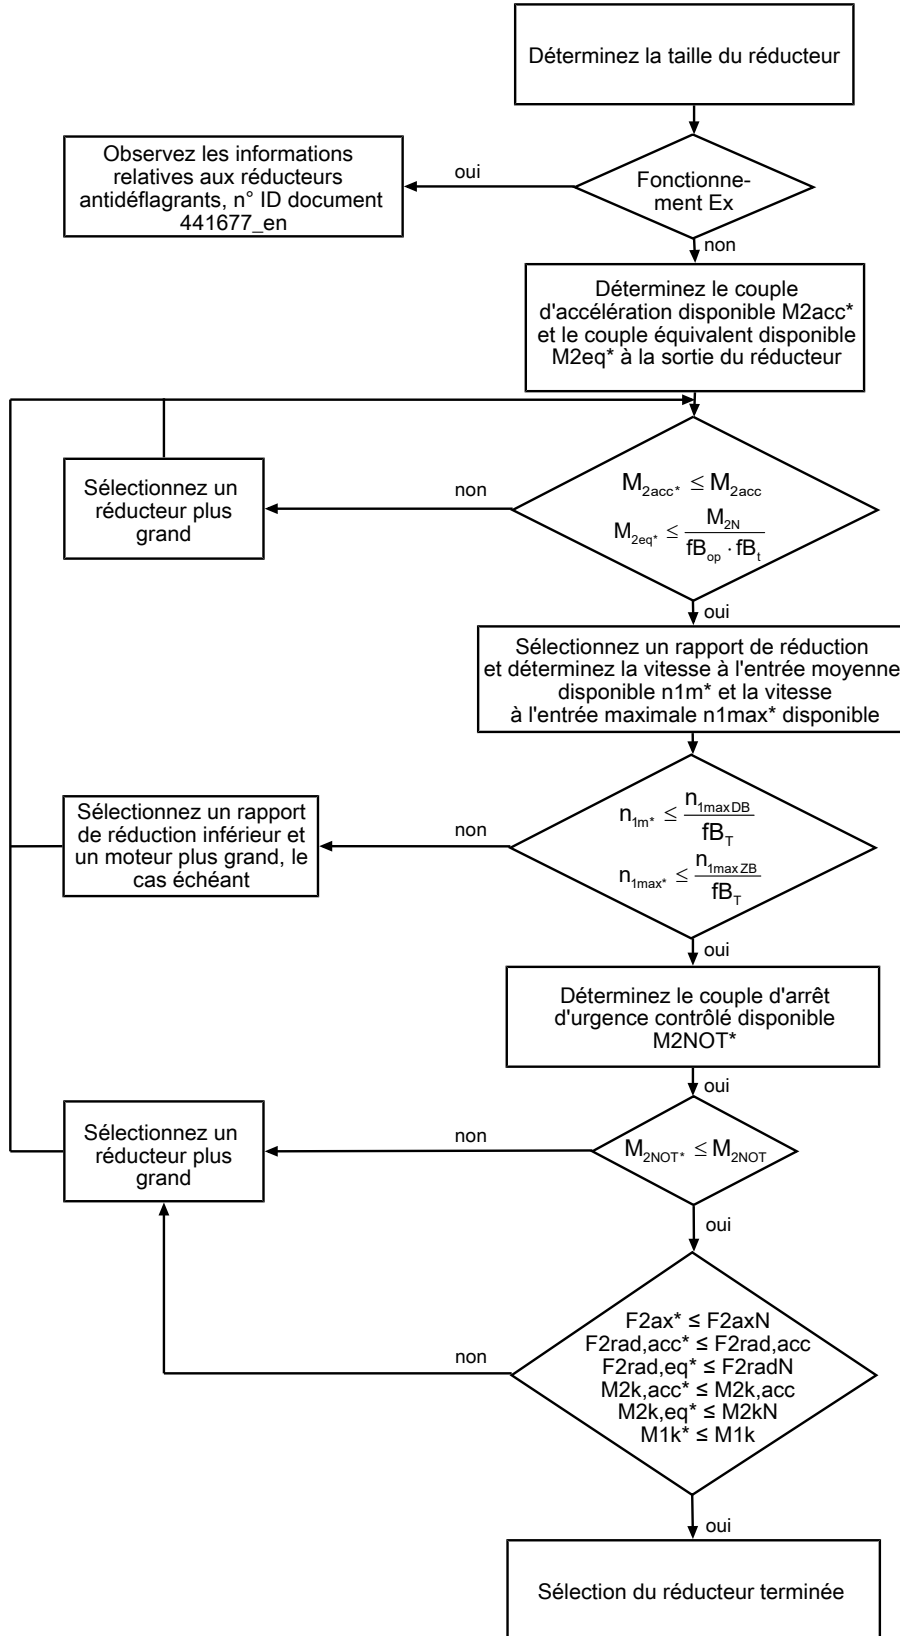 Déterminez la taille du réducteur
Observez les informations
relatives aux réducteurs
antidéflagrants, n° ID document
441677_en
oui
Fonctionne-
ment Ex
non
Déterminez le couple
d'accélération disponible M2acc*
et le couple équivalent disponible
M2eq* à la sortie du réducteur
Sélectionnez un
réducteur plus
grand
non
M2acc* ≤ M2acc
M2eq* ≤ M2N / (fBop · fBt)
oui
Sélectionnez un rapport de réduction
et déterminez la vitesse à l'entrée moyenne
disponible n1m* et la vitesse
à l'entrée maximale n1max* disponible
Sélectionnez un rapport
de réduction inférieur et
un moteur plus grand, le
cas échéant
non
n1m* ≤ n1maxDB / fBT
n1max* ≤ n1maxZB / fBT
oui
Déterminez le couple d'arrêt
d'urgence contrôlé disponible
M2NOT*
oui
Sélectionnez un
réducteur plus
grand
non
M2NOT* ≤ M2NOT
oui
non
F2ax* ≤ F2axN
F2rad,acc* ≤ F2rad,acc
F2rad,eq* ≤ F2radN
M2k,acc* ≤ M2k,acc
M2k,eq* ≤ M2kN
M1k* ≤ M1k
oui
Sélection du réducteur terminée